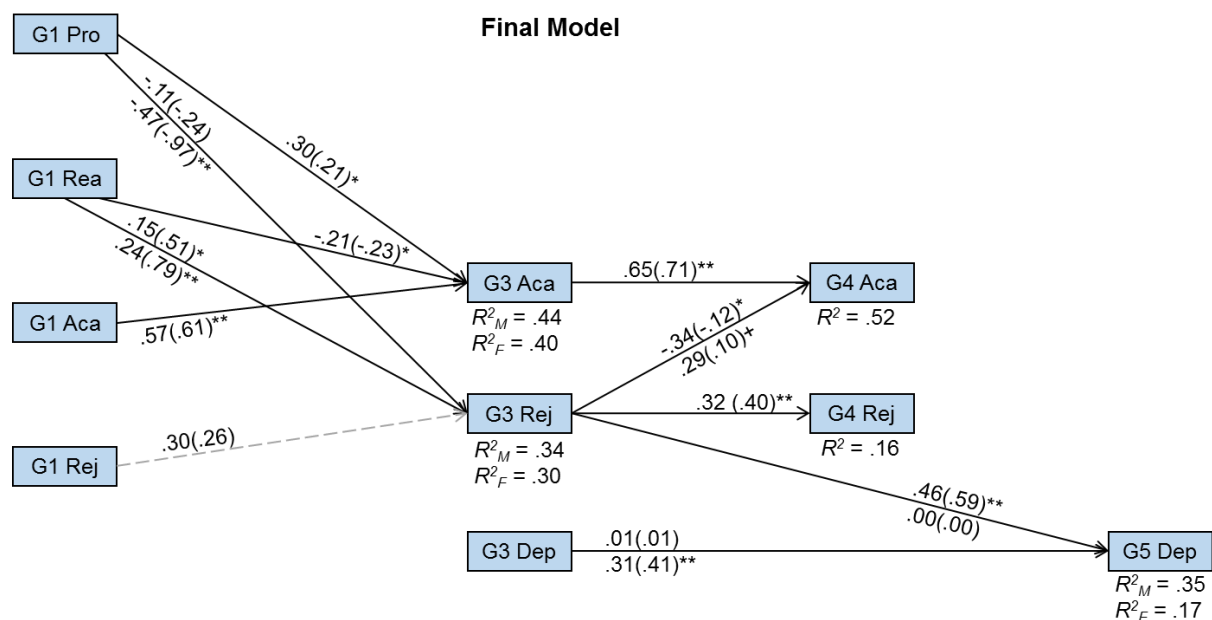 Final Model
G1 Pro
-.11(-.24)
-.47(-.97)**
.30(.21)*
G1 Rea
.15(.51)*
.24(.79)**
-.21(-.23)*
G1 Aca
.57(.61)**
G1 Rej
.30(.26)
G3 Aca
R²M = .44
R²F = .40
.65(.71)**
G4 Aca
R² = .52
-.34(-.12)*
.29(.10)+
G3 Rej
R²M = .34
R²F = .30
.32 (.40)**
G4 Rej
R² = .16
.46(.59)**
.00(.00)
G3 Dep
.01(.01)
.31(.41)**
G5 Dep
R²M = .35
R²F = .17